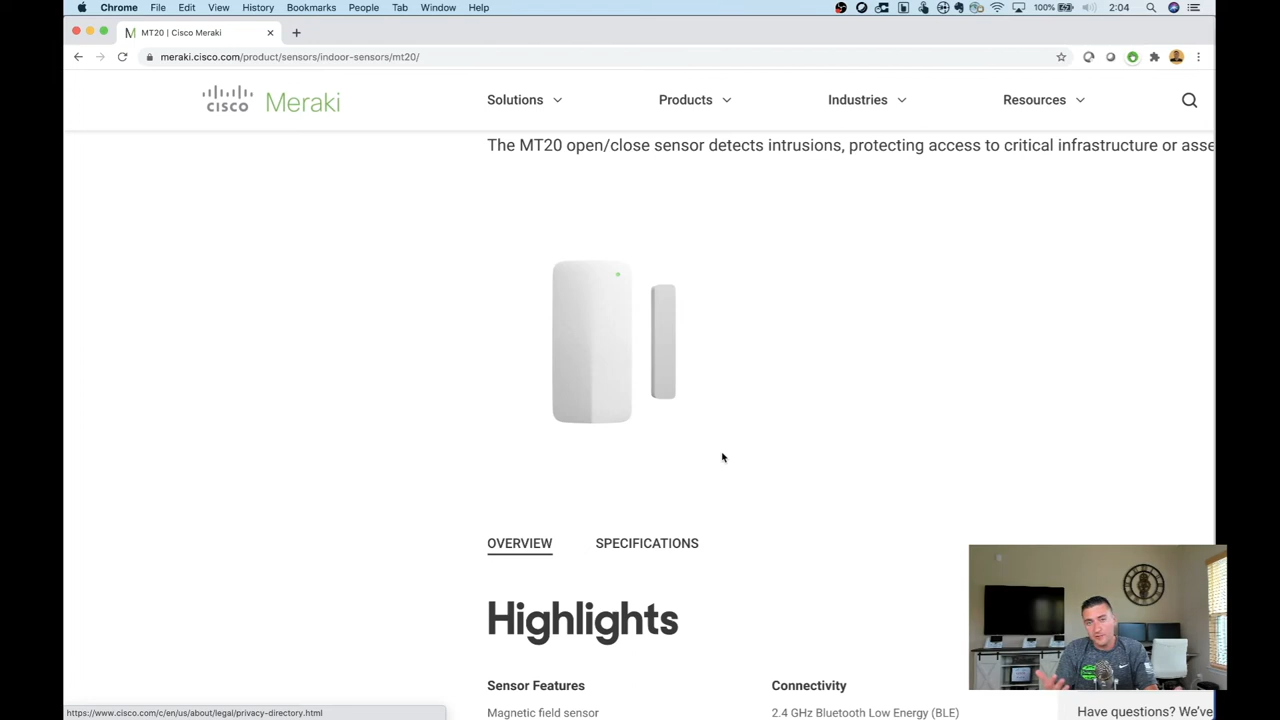 Chrome File Edit View History Bookmarks People Tab Window Help 100% 2:04
MT20 | Cisco Meraki
meraki.cisco.com/product/sensors/indoor-sensors/mt20/
cisco Meraki Solutions Products Industries Resources
The MT20 open/close sensor detects intrusions, protecting access to critical infrastructure or asse
OVERVIEW SPECIFICATIONS
Highlights
Sensor Features Connectivity
Magnetic field sensor 2.4 GHz Bluetooth Low Energy (BLE)
Have questions? We've
https://www.cisco.com/c/en/us/about/legal/privacy-directory.html